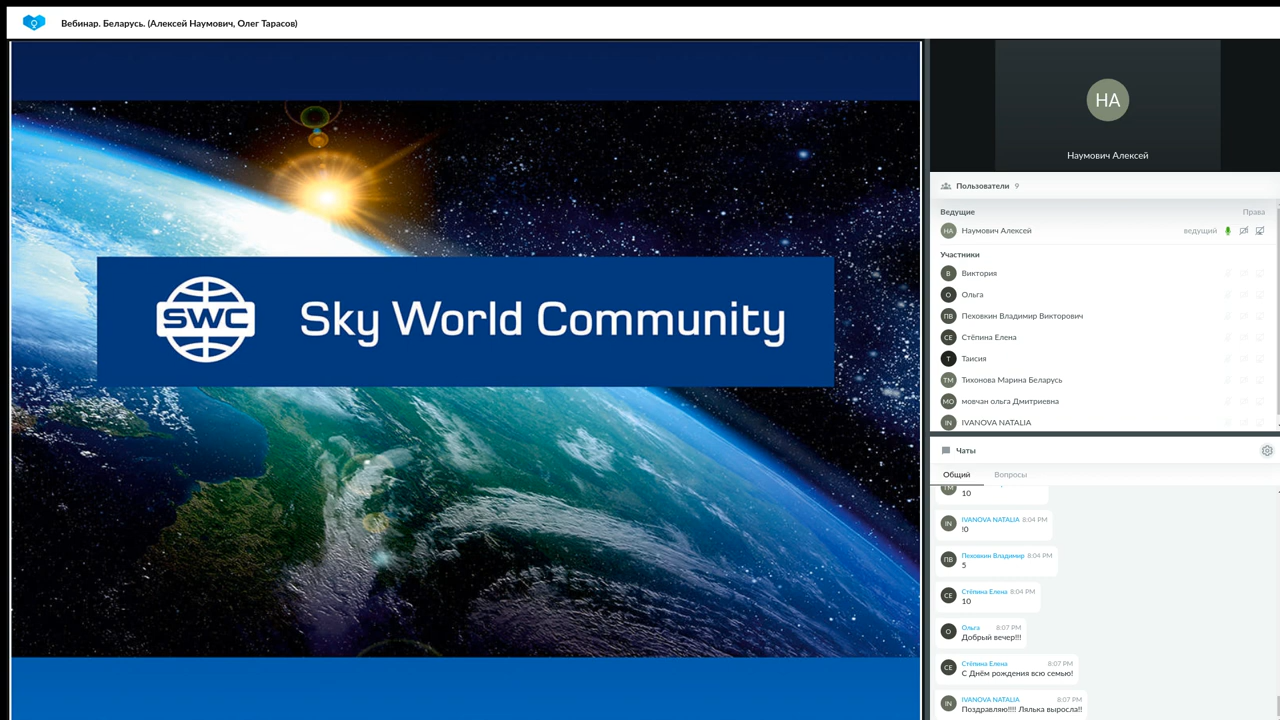 Вебинар. Беларусь. (Алексей Наумович, Олег Тарасов)
SWC
Sky World Community
НА
Наумович Алексей
Пользователи 9
Ведущие Права
НА Наумович Алексей ведущий
Участники
В Виктория
О Ольга
ПВ Пеховкин Владимир Викторович
СЕ Стёпина Елена
Т Таисия
ТМ Тихонова Марина Беларусь
МО мовчан ольга Дмитриевна
IN IVANOVA NATALIA
Чаты
Общий Вопросы
ТМ
10
IN IVANOVA NATALIA 8:04 PM
!0
ПВ Пеховкин Владимир 8:04 PM
5
СЕ Стёпина Елена 8:04 PM
10
О Ольга 8:07 PM
Добрый вечер!!!
СЕ Стёпина Елена 8:07 PM
С Днём рождения всю семью!
IN IVANOVA NATALIA 8:07 PM
Поздравляю!!!! Лялька выросла!!